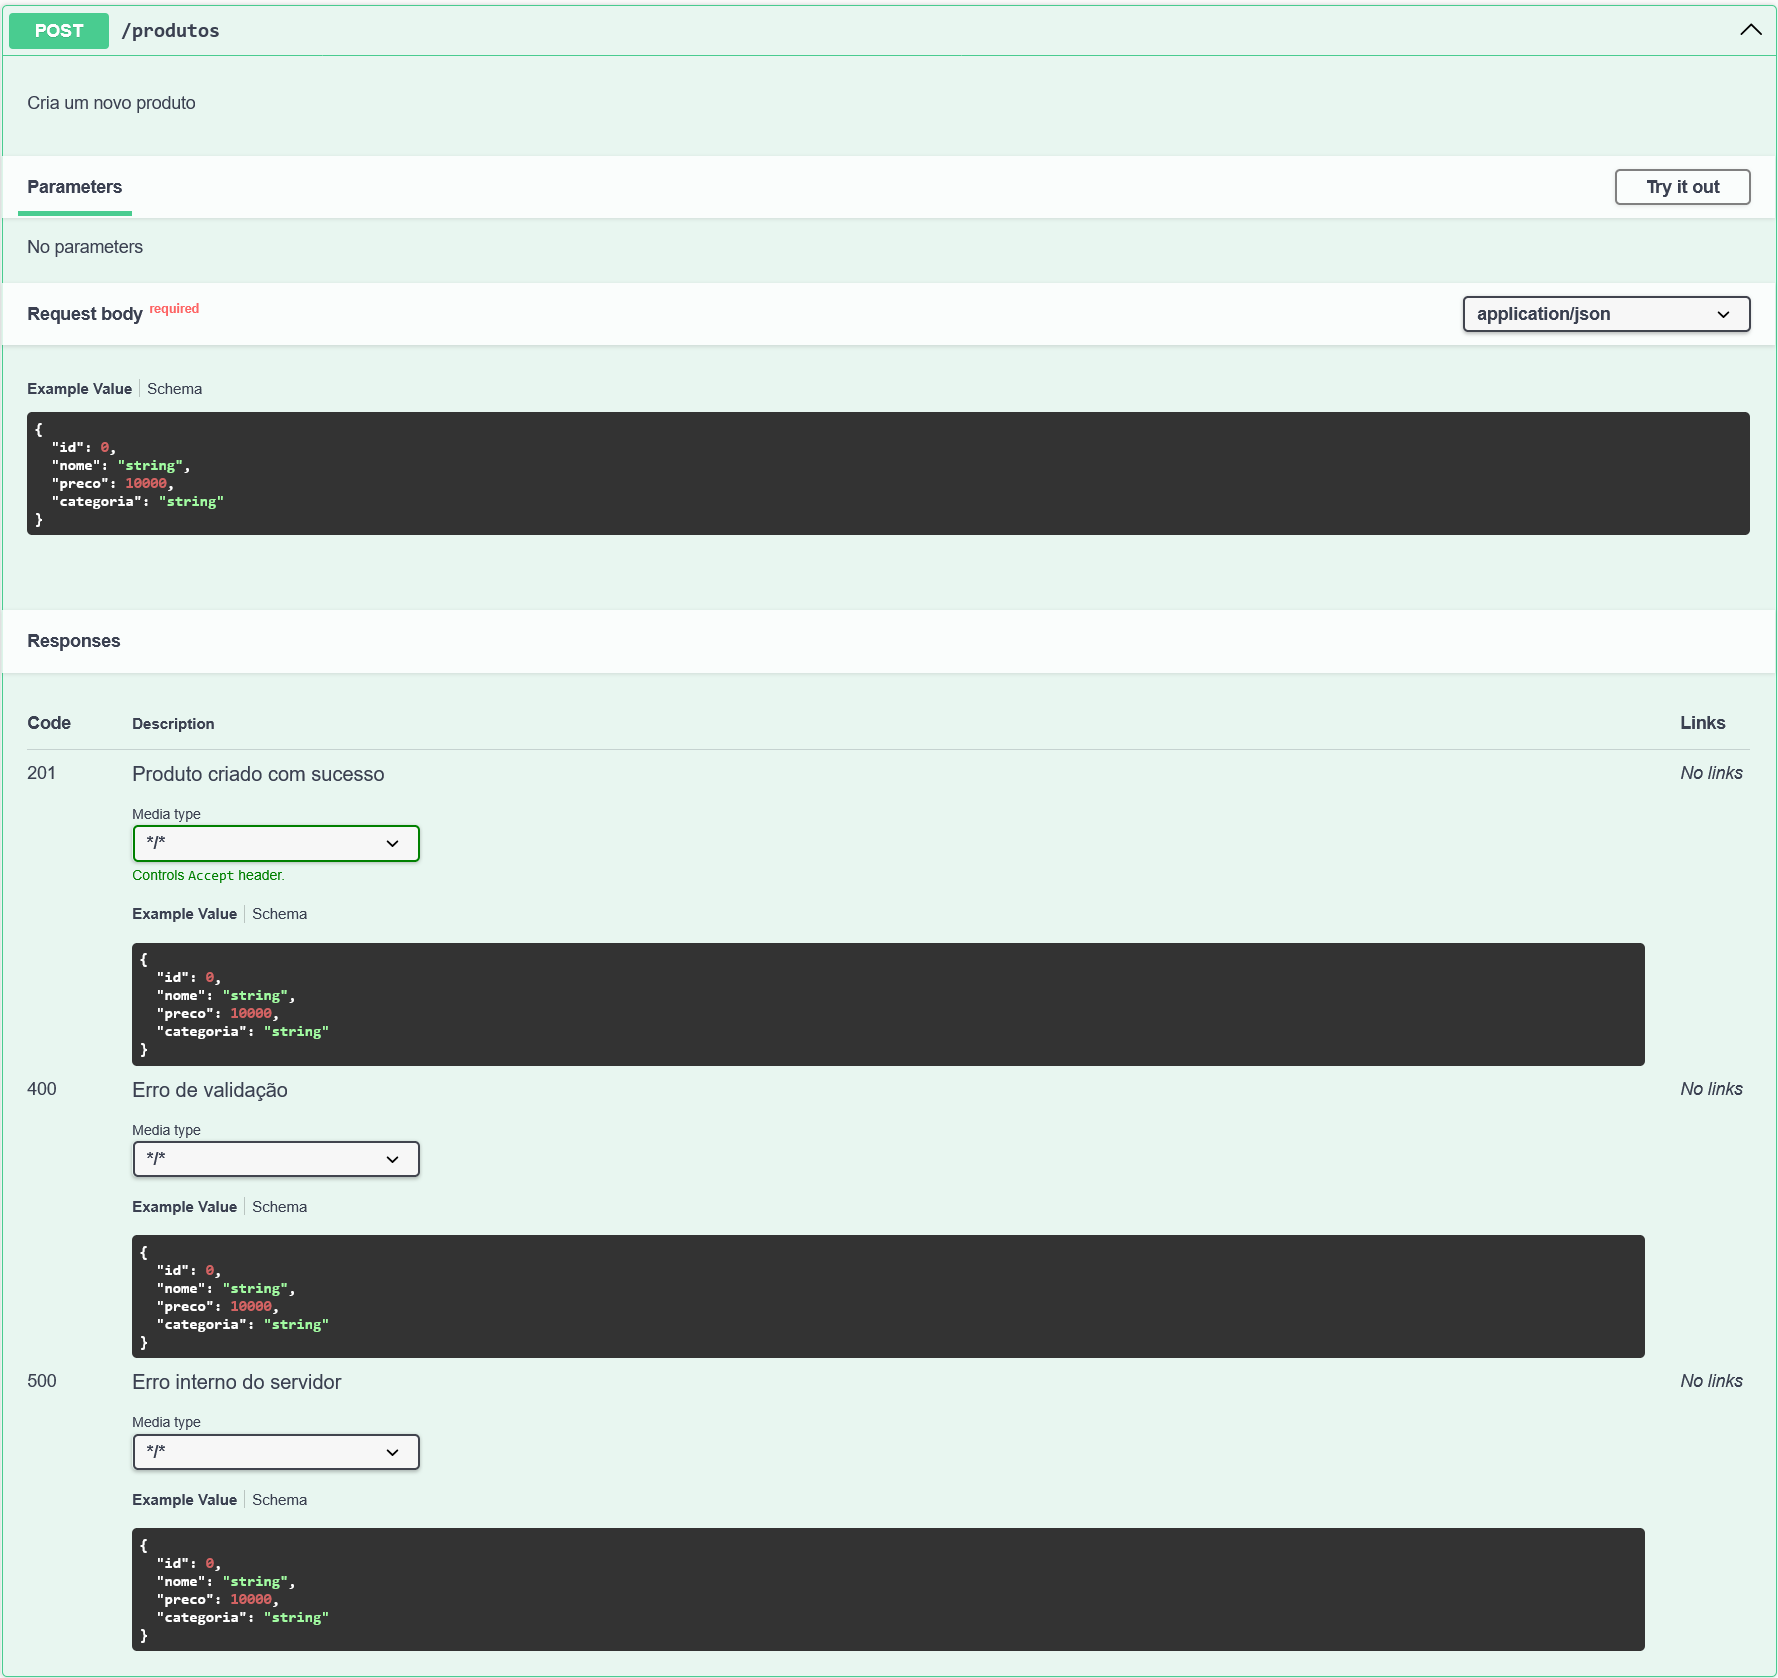 POST /produtos
Cria um novo produto
Parameters Try it out
No parameters
Request body required application/json
Example Value Schema
{
  "id": 0,
  "nome": "string",
  "preco": 10000,
  "categoria": "string"
}
Responses
Code Description Links
201 Produto criado com sucesso No links
Media type
*/*
Controls Accept header.
Example Value Schema
{
  "id": 0,
  "nome": "string",
  "preco": 10000,
  "categoria": "string"
}
400 Erro de validação No links
Media type
*/*
Example Value Schema
{
  "id": 0,
  "nome": "string",
  "preco": 10000,
  "categoria": "string"
}
500 Erro interno do servidor No links
Media type
*/*
Example Value Schema
{
  "id": 0,
  "nome": "string",
  "preco": 10000,
  "categoria": "string"
}